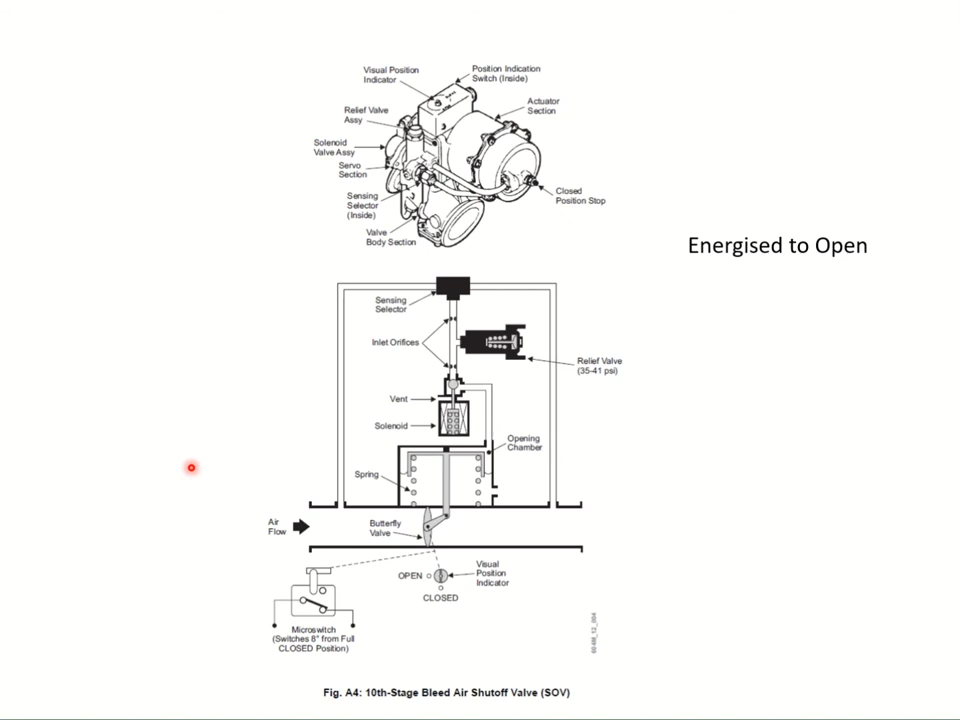 Visual Position
Indicator
Position Indication
Switch (Inside)
Relief Valve
Assy
Actuator
Section
Solenoid
Valve Assy
Servo
Section
Sensing
Selector
(Inside)
Closed
Position Stop
Valve
Body Section
Energised to Open
Sensing
Selector
Inlet Orifices
Relief Valve
(35-41 psi)
Vent
Solenoid
Opening
Chamber
Spring
Air
Flow
Butterfly
Valve
OPEN
Visual
Position
Indicator
CLOSED
Microswitch
(Switches 8° from Full
CLOSED Position)
Fig. A4: 10th-Stage Bleed Air Shutoff Valve (SOV)